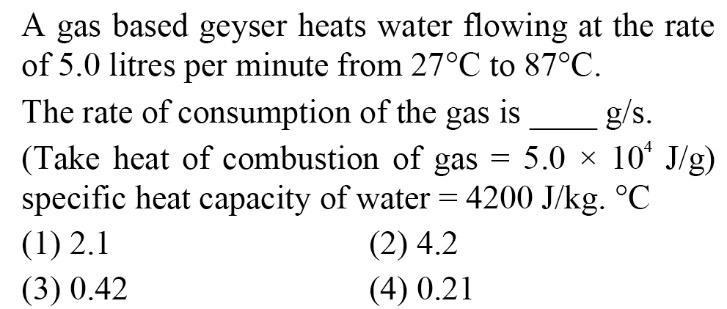 A gas based geyser heats water flowing at the rate
of 5.0 litres per minute from 27°C to 87°C.
The rate of consumption of the gas is ____ g/s.
(Take heat of combustion of gas = 5.0 × 10⁴ J/g)
specific heat capacity of water = 4200 J/kg. °C
(1) 2.1 (2) 4.2
(3) 0.42 (4) 0.21